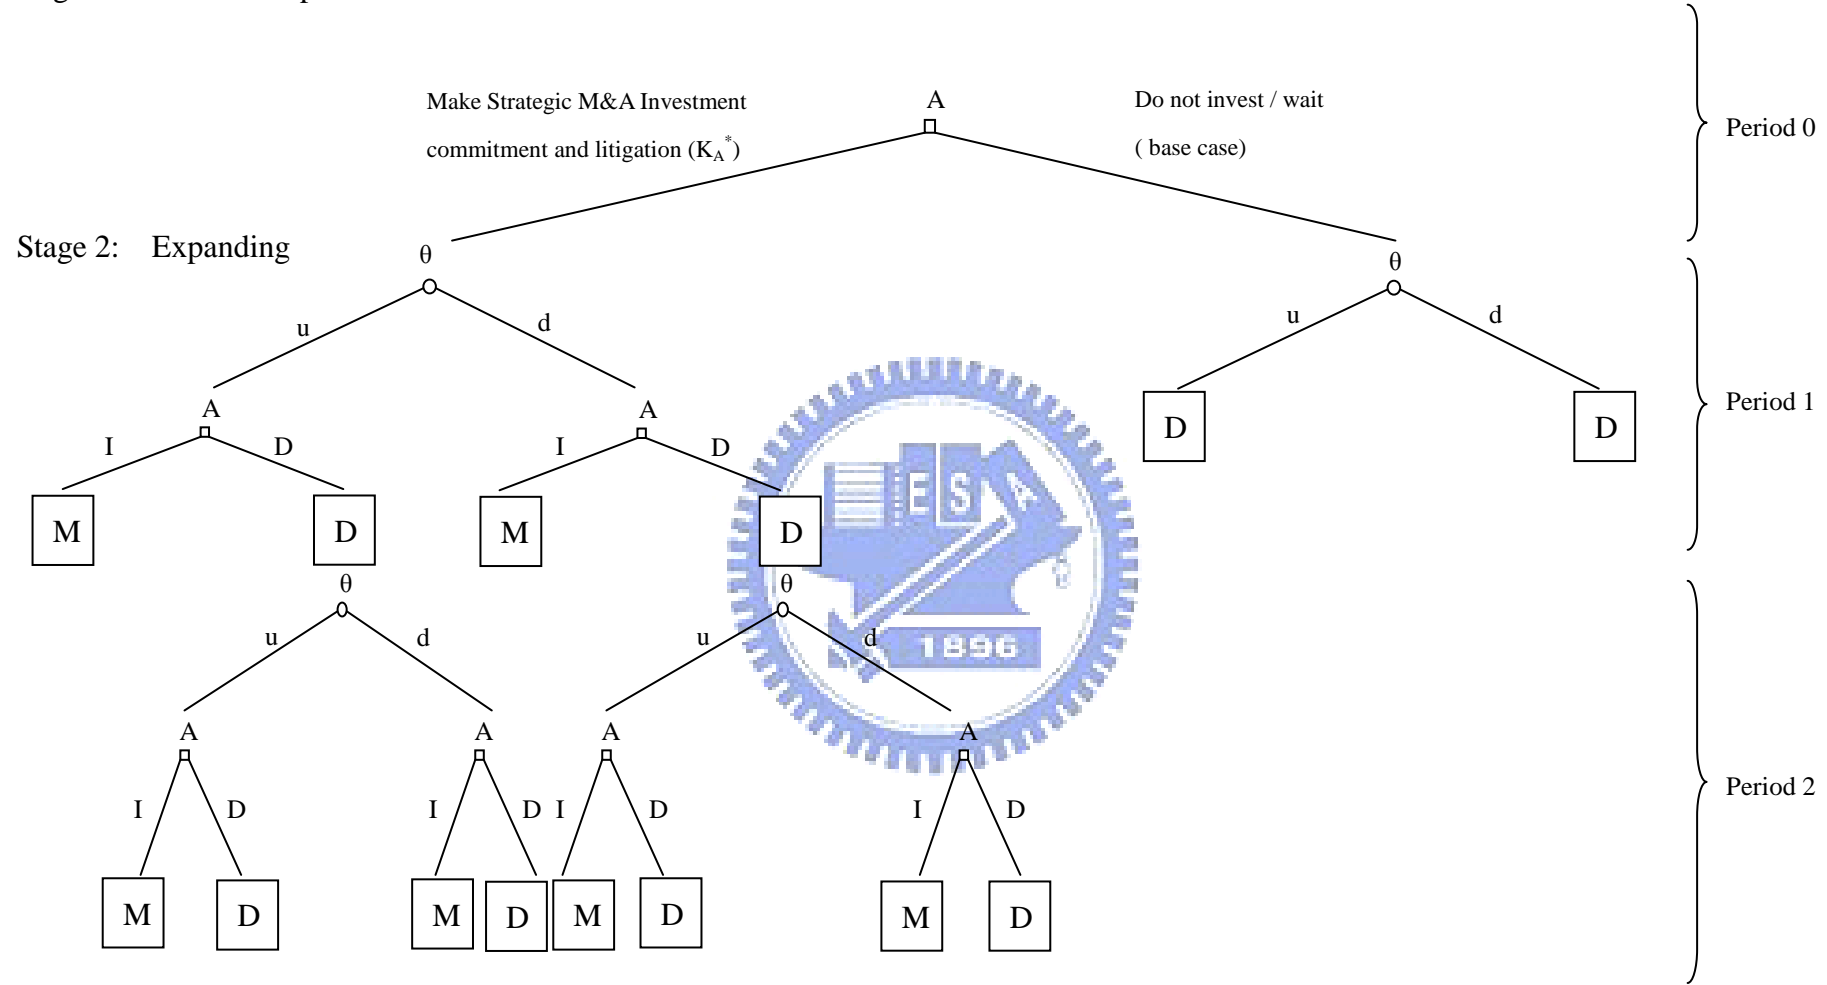 A
Make Strategic M&A Investment
commitment and litigation (K_A^*)
Do not invest / wait
( base case)
Period 0
Stage 2: Expanding
θ
θ
u
d
u
d
A
A
I
D
I
D
D
D
Period 1
M
D
M
D
E S A
θ
θ
u
d
u
d
1896
A
A
A
A
I
D
I
D
I
D
I
D
Period 2
M
D
M
D
M
D
M
D